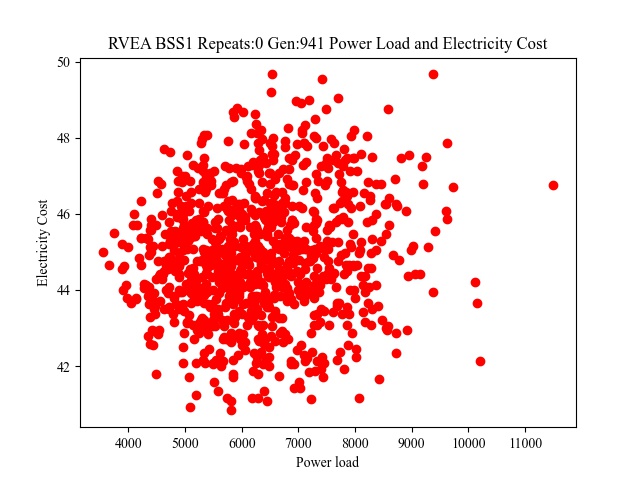 RVEA BSS1 Repeats:0 Gen:941 Power Load and Electricity Cost
50
48
46
44
42
Electricity Cost
4000 5000 6000 7000 8000 9000 10000 11000
Power load